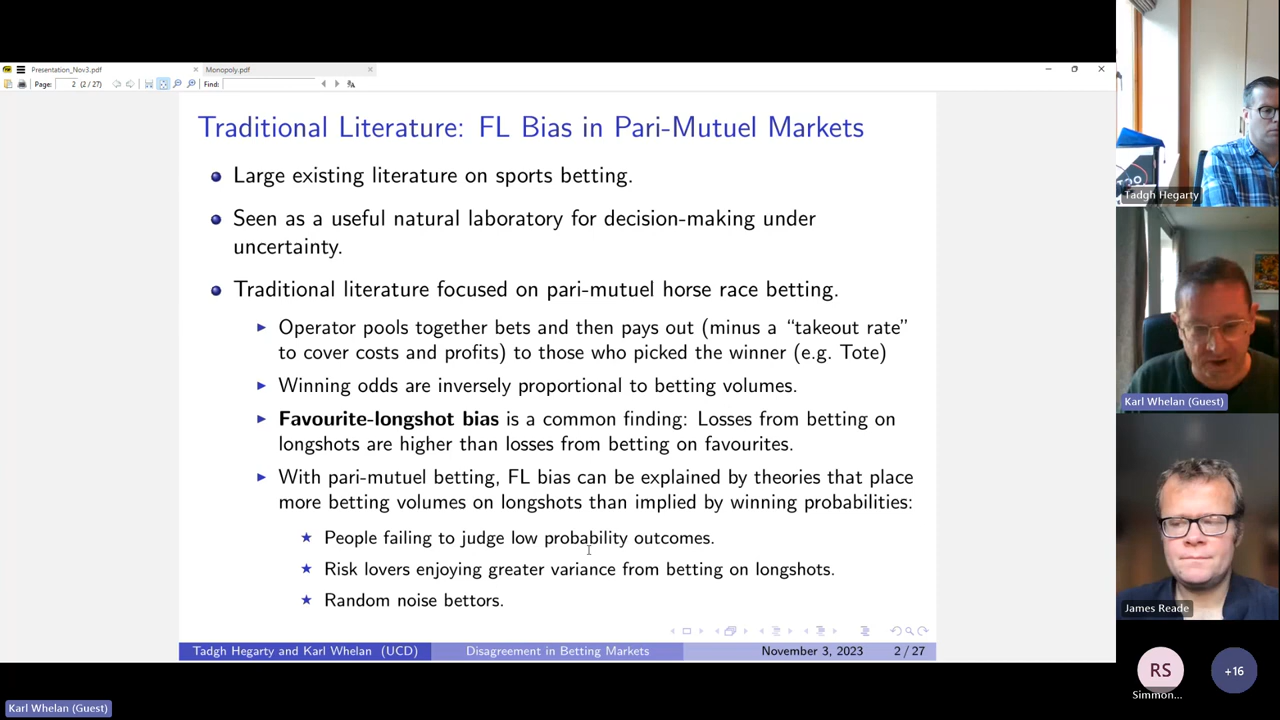 Presentation_Nov3.pdf
Monopoly.pdf
Page: 2 (2 / 27)
Find:
Traditional Literature: FL Bias in Pari-Mutuel Markets
Large existing literature on sports betting.
Seen as a useful natural laboratory for decision-making under
uncertainty.
Traditional literature focused on pari-mutuel horse race betting.
Operator pools together bets and then pays out (minus a “takeout rate”
to cover costs and profits) to those who picked the winner (e.g. Tote)
Winning odds are inversely proportional to betting volumes.
Favourite-longshot bias is a common finding: Losses from betting on
longshots are higher than losses from betting on favourites.
With pari-mutuel betting, FL bias can be explained by theories that place
more betting volumes on longshots than implied by winning probabilities:
People failing to judge low probability outcomes.
Risk lovers enjoying greater variance from betting on longshots.
Random noise bettors.
Tadgh Hegarty and Karl Whelan (UCD)
Disagreement in Betting Markets
November 3, 2023
2 / 27
Tadgh Hegarty
Karl Whelan (Guest)
James Reade
RS
Simmon...
+16
Karl Whelan (Guest)